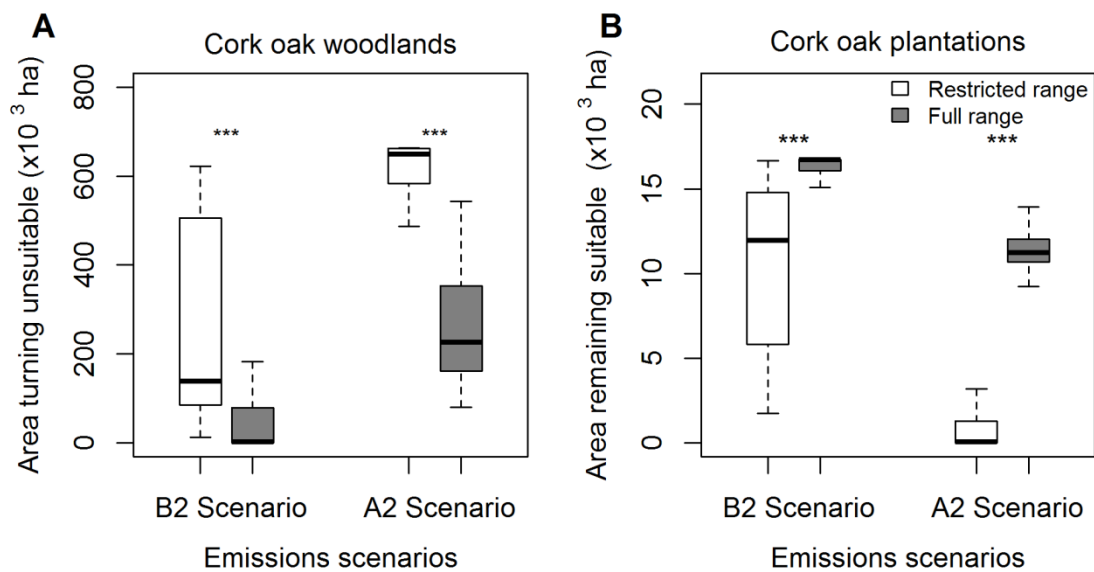 A
Cork oak woodlands
Area turning unsuitable (x10 3 ha)
800
600
400
200
0
***
***
B2 Scenario
A2 Scenario
Emissions scenarios
B
Cork oak plantations
Area remaining suitable (x10 3 ha)
20
15
10
5
0
Restricted range
Full range
***
***
B2 Scenario
A2 Scenario
Emissions scenarios